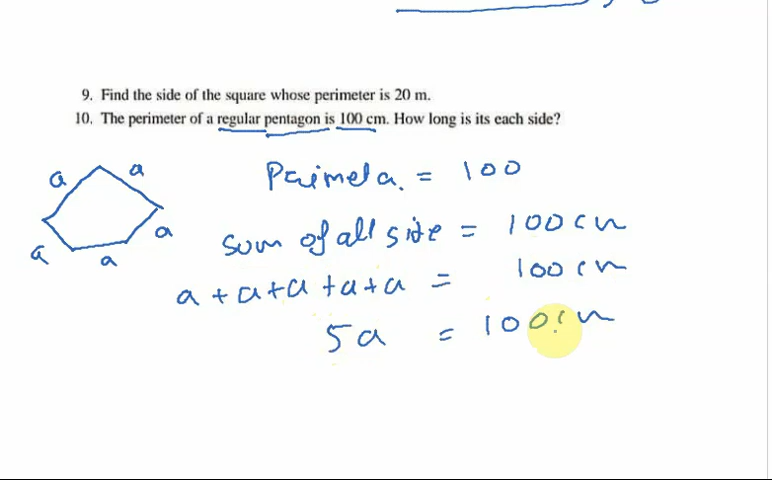 9. Find the side of the square whose perimeter is 20 m.
10. The perimeter of a regular pentagon is 100 cm. How long is its each side?
a a
a a
a
= 100
sum of all side = 100 cm
a + a + a + a + a = 100 cm
5a = 100 cm